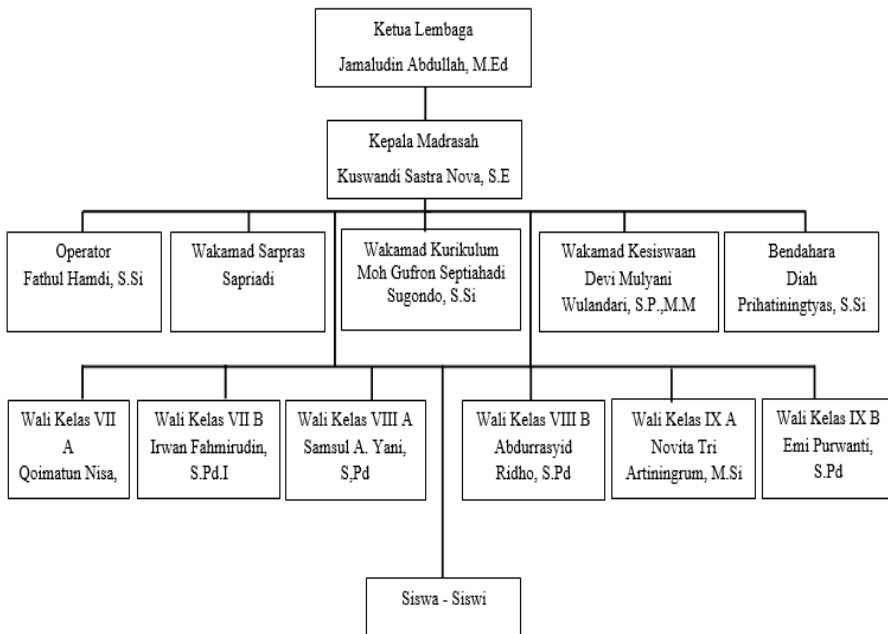 Ketua Lembaga
Jamaludin Abdullah, M.Ed
Kepala Madrasah
Kuswandi Sastra Nova, S.E
Operator
Fathul Hamdi, S.Si
Wakamad Sarpras
Sapriadi
Wakamad Kurikulum
Moh Gufron Septiahadi
Sugondo, S.Si
Wakamad Kesiswaan
Devi Mulyani
Wulandari, S.P.,M.M
Bendahara
Diah
Prihatiningtyas, S.Si
Wali Kelas VII
A
Qoimatun Nisa,
Wali Kelas VII B
Irwan Fahmirudin,
S.Pd.I
Wali Kelas VIII A
Samsul A. Yani,
S,Pd
Wali Kelas VIII B
Abdurrasyid
Ridho, S.Pd
Wali Kelas IX A
Novita Tri
Artiningrum, M.Si
Wali Kelas IX B
Emi Purwanti,
S.Pd
Siswa - Siswi